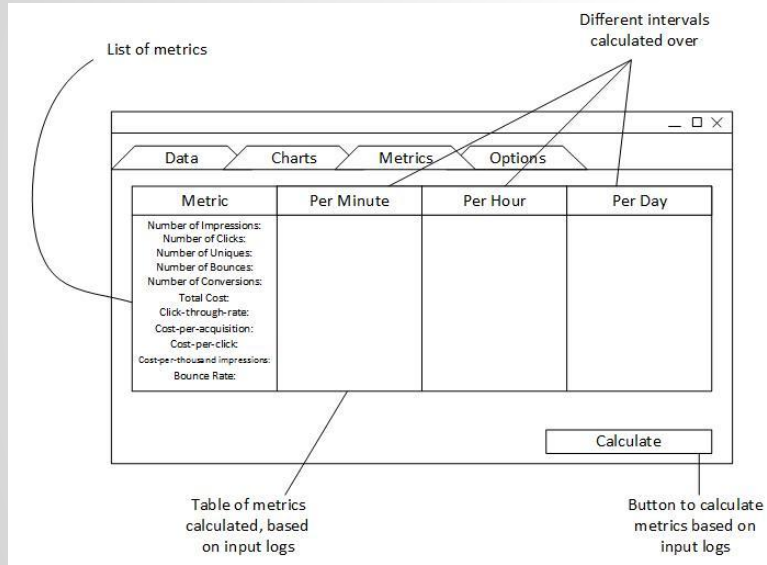 Different intervals
calculated over
List of metrics
Data Charts Metrics Options
Metric Per Minute Per Hour Per Day
Number of Impressions:
Number of Clicks:
Number of Uniques:
Number of Bounces:
Number of Conversions:
Total Cost:
Click-through-rate:
Cost-per-acquisition:
Cost-per-click:
Cost-per-thousand impressions:
Bounce Rate:
Calculate
Table of metrics
calculated, based
on input logs
Button to calculate
metrics based on
input logs